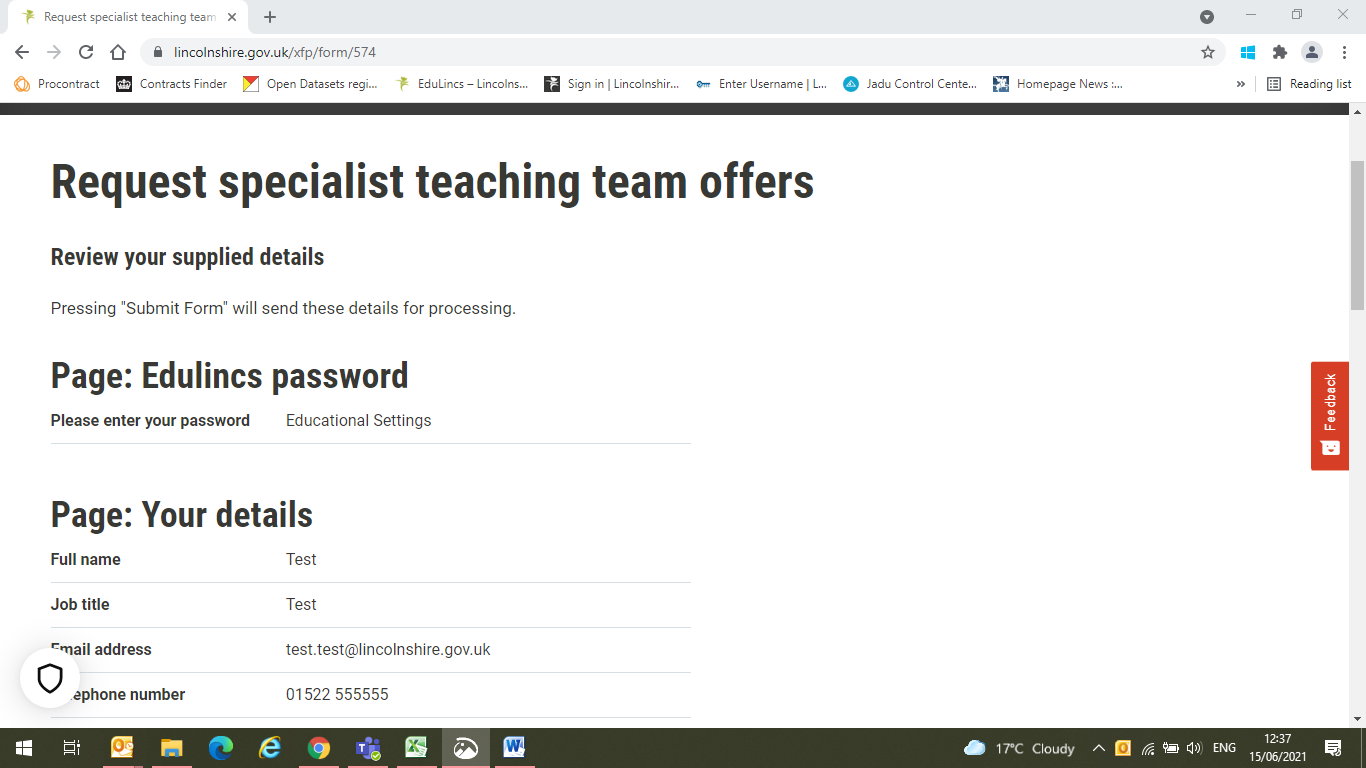 Request specialist teaching team
lincolnshire.gov.uk/xfp/form/574
Procontract Contracts Finder Open Datasets regi... EduLincs – Lincolns... Sign in | Lincolnshir... Enter Username | L... Jadu Control Cente... Homepage News :... » Reading list
Request specialist teaching team offers
Review your supplied details
Pressing "Submit Form" will send these details for processing.
Page: Edulincs password
Please enter your password Educational Settings
Feedback
Page: Your details
Full name Test
Job title Test
Email address test.test@lincolnshire.gov.uk
ephone number 01522 555555
17°C Cloudy ENG 12:37
15/06/2021